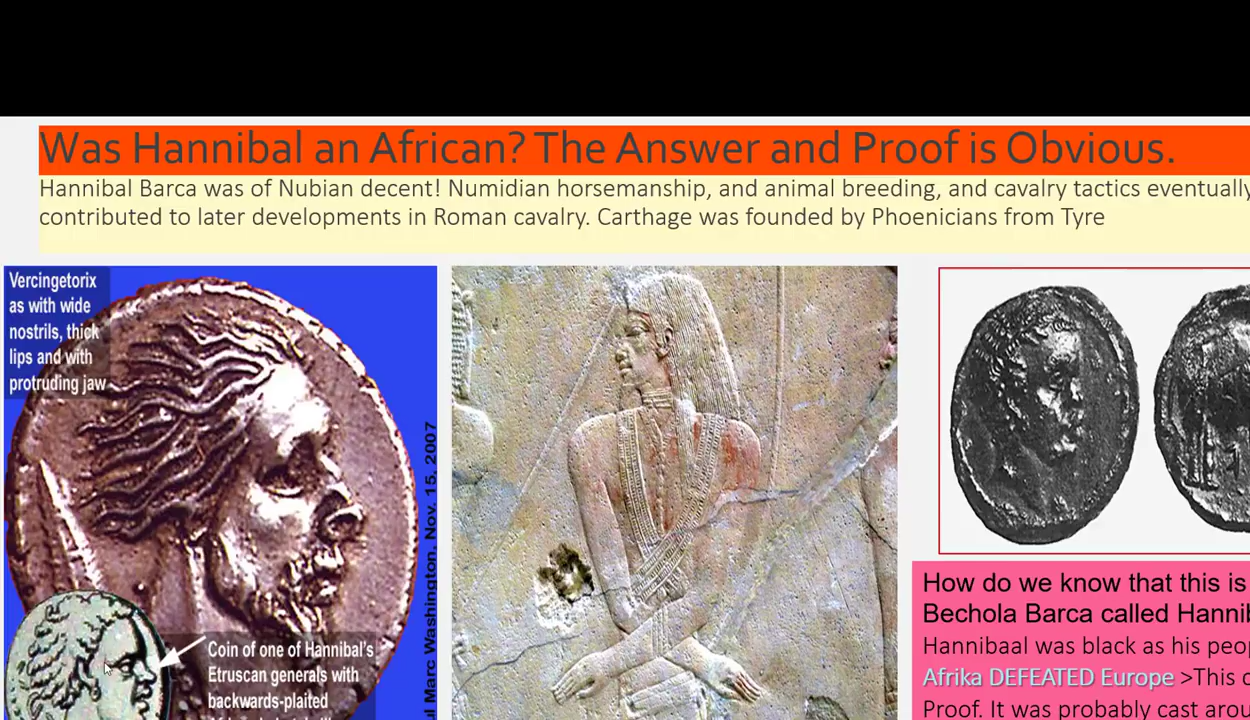 Was Hannibal an African? The Answer and Proof is Obvious.
Hannibal Barca was of Nubian decent! Numidian horsemanship, and animal breeding, and cavalry tactics eventually
contributed to later developments in Roman cavalry. Carthage was founded by Phoenicians from Tyre
Vercingetorix
as with wide
nostrils, thick
lips and with
protruding jaw
Marc Washington, Nov. 15, 2007
Coin of one of Hannibal's
Etruscan generals with
backwards-plaited
How do we know that this is
Bechola Barca called
Hannibaal was black as his
Afrika DEFEATED Europe >This
Proof. It was probably cast